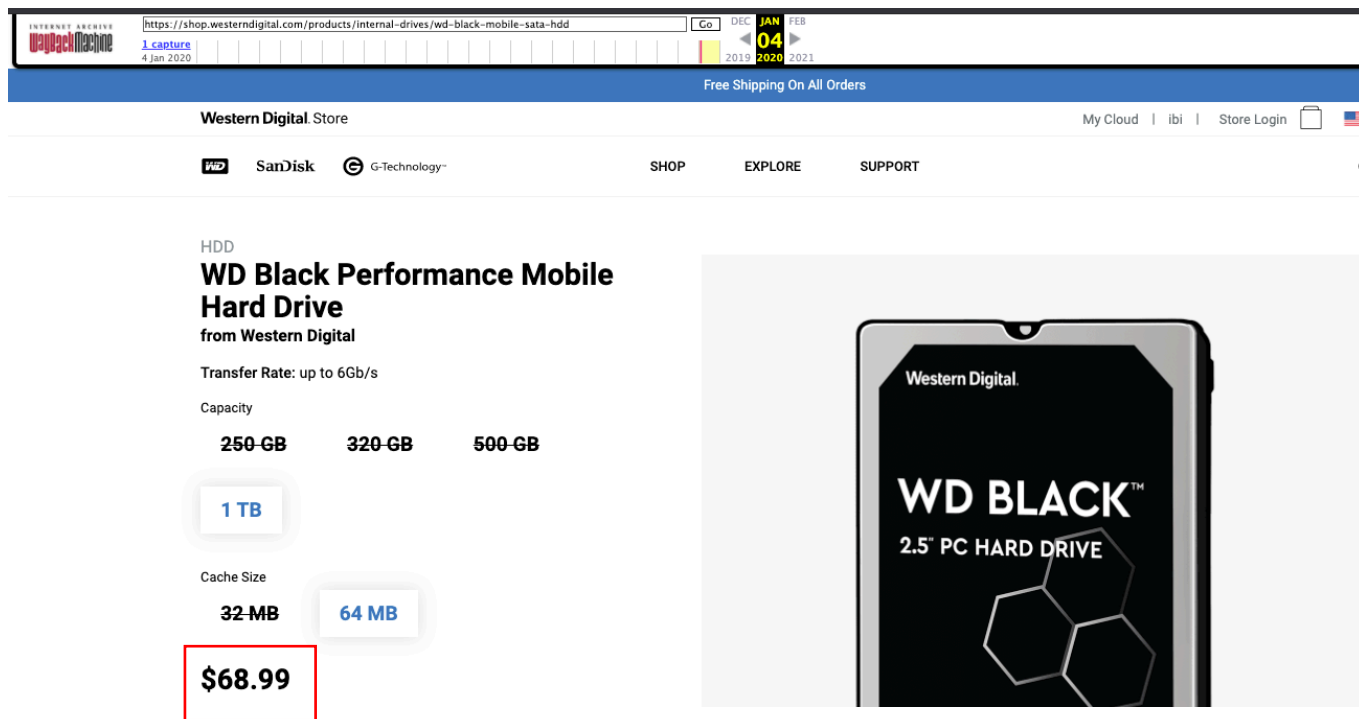 INTERNET ARCHIVE
WayBackMachine
https://shop.westerndigital.com/products/internal-drives/wd-black-mobile-sata-hdd
Go
DEC JAN FEB
1 capture
04
4 Jan 2020
2019 2020 2021
Free Shipping On All Orders
Western Digital. Store
My Cloud | ibi | Store Login
WD SanDisk G G-Technology™
SHOP EXPLORE SUPPORT
HDD
WD Black Performance Mobile
Hard Drive
from Western Digital
Transfer Rate: up to 6Gb/s
Capacity
250 GB 320 GB 500 GB
1 TB
Cache Size
32 MB 64 MB
$68.99
Western Digital.
WD BLACK™
2.5" PC HARD DRIVE